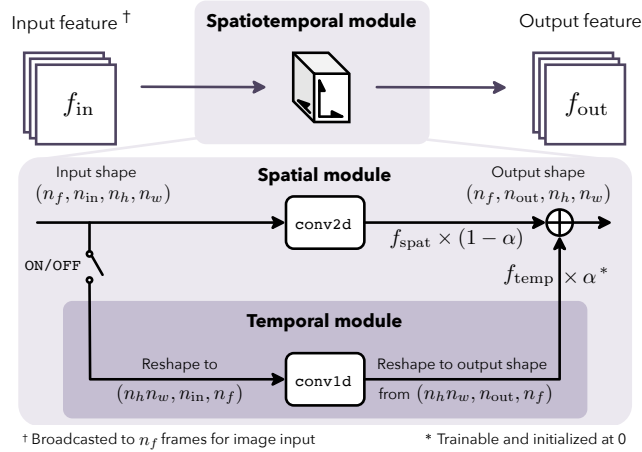 Input feature †
Spatiotemporal module
Output feature
f_in
f_out
Input shape
(n_f, n_in, n_h, n_w)
Spatial module
Output shape
(n_f, n_out, n_h, n_w)
conv2d
f_spat × (1 − α)
ON/OFF
f_temp × α*
Temporal module
Reshape to
(n_h n_w, n_in, n_f)
conv1d
Reshape to output shape
from (n_h n_w, n_out, n_f)
† Broadcasted to n_f frames for image input
* Trainable and initialized at 0